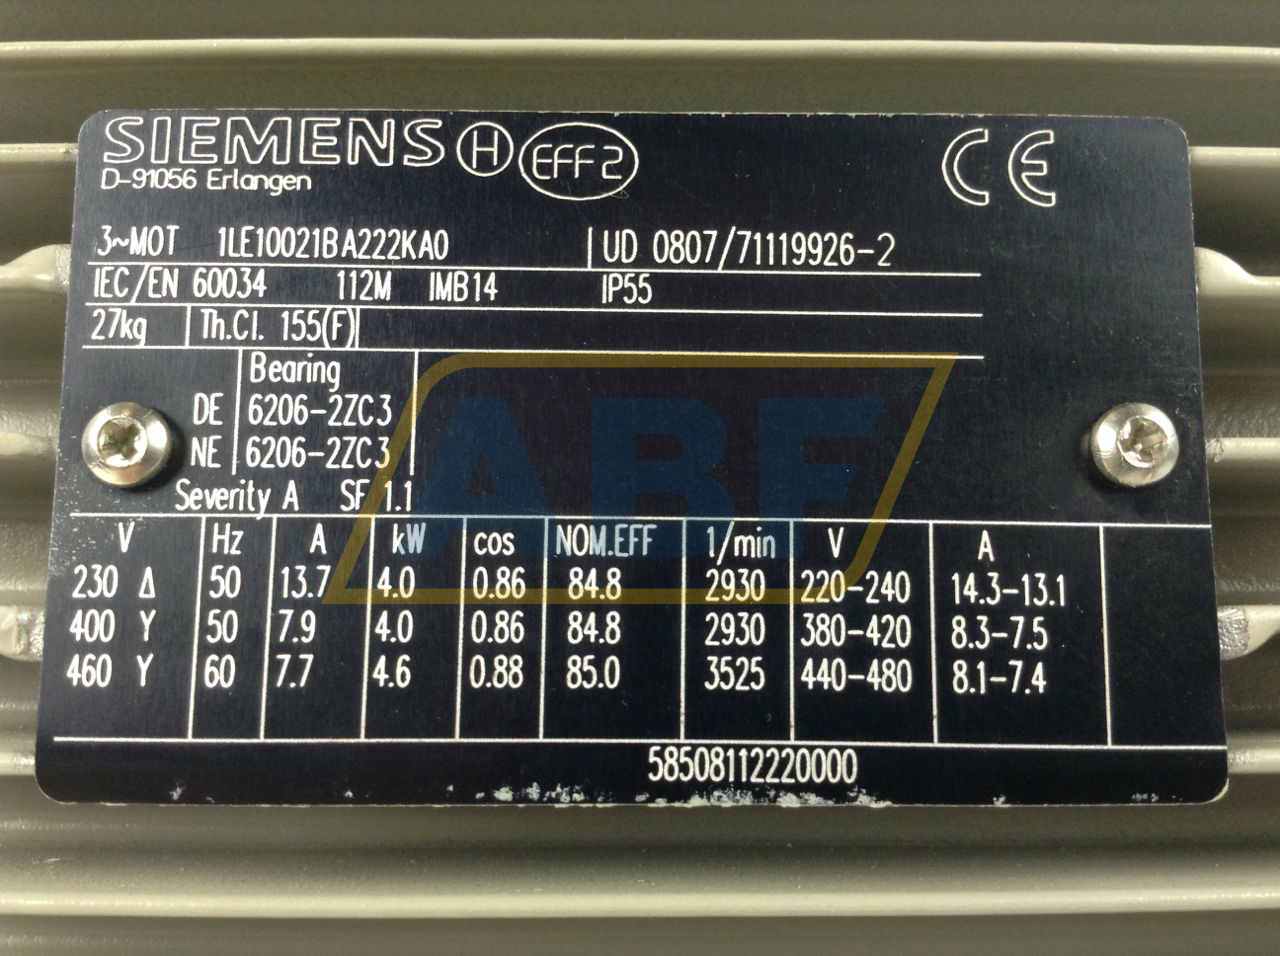 SIEMENS H EFF2 CE
D-91056 Erlangen
3~MOT 1LE10021BA222KA0 UD 0807/71119926-2
IEC/EN 60034 112M IMB14 IP55
27kg Th.Cl. 155(F)
Bearing
DE 6206-2ZC3
NE 6206-2ZC3
Severity A SF 1.1
V Hz A kW cos NOM.EFF 1/min V A
230 Δ 50 13.7 4.0 0.86 84.8 2930 220-240 14.3-13.1
400 Y 50 7.9 4.0 0.86 84.8 2930 380-420 8.3-7.5
460 Y 60 7.7 4.6 0.88 85.0 3525 440-480 8.1-7.4
58508112220000
ABF